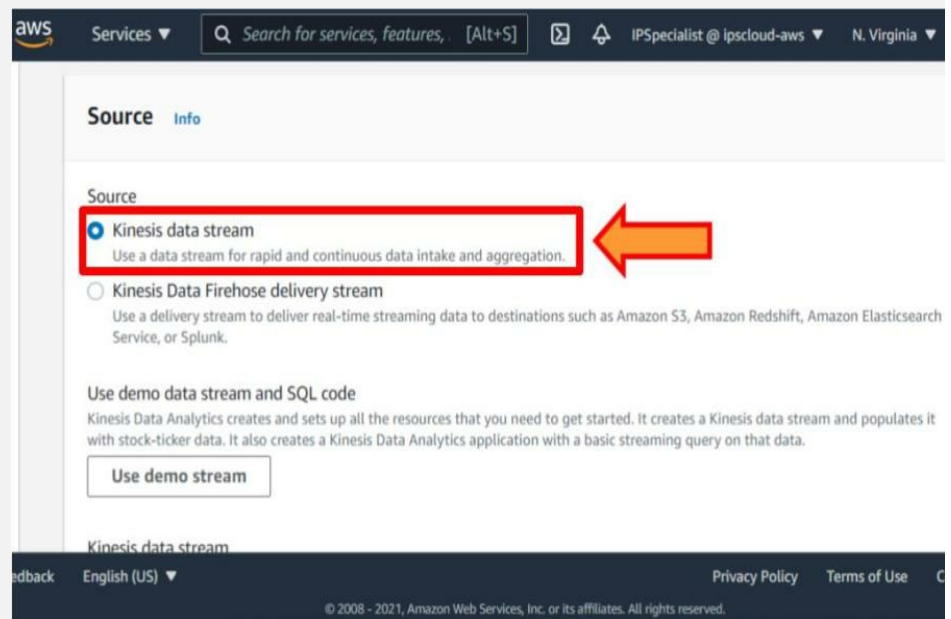 aws Services ▼ Search for services, features, . [Alt+S] IPSpecialist @ ipscloud-aws ▼ N. Virginia ▼
Source Info
Source
Kinesis data stream
Use a data stream for rapid and continuous data intake and aggregation.
Kinesis Data Firehose delivery stream
Use a delivery stream to deliver real-time streaming data to destinations such as Amazon S3, Amazon Redshift, Amazon Elasticsearch
Service, or Splunk.
Use demo data stream and SQL code
Kinesis Data Analytics creates and sets up all the resources that you need to get started. It creates a Kinesis data stream and populates it
with stock-ticker data. It also creates a Kinesis Data Analytics application with a basic streaming query on that data.
Use demo stream
Kinesis data stream
edback English (US) ▼ Privacy Policy Terms of Use C
© 2008 - 2021, Amazon Web Services, Inc. or its affiliates. All rights reserved.